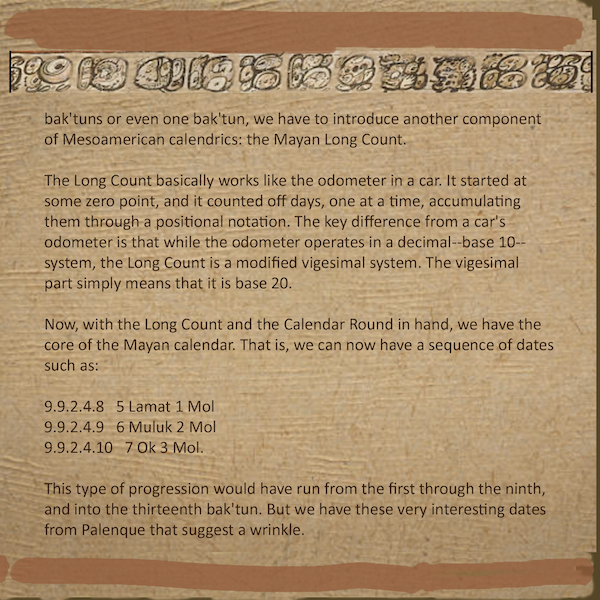 bak'tuns or even one bak'tun, we have to introduce another component
of Mesoamerican calendrics: the Mayan Long Count.
The Long Count basically works like the odometer in a car. It started at
some zero point, and it counted off days, one at a time, accumulating
them through a positional notation. The key difference from a car's
odometer is that while the odometer operates in a decimal--base 10--
system, the Long Count is a modified vigesimal system. The vigesimal
part simply means that it is base 20.
Now, with the Long Count and the Calendar Round in hand, we have the
core of the Mayan calendar. That is, we can now have a sequence of dates
such as:
9.9.2.4.8   5 Lamat 1 Mol
9.9.2.4.9   6 Muluk 2 Mol
9.9.2.4.10   7 Ok 3 Mol.
This type of progression would have run from the first through the ninth,
and into the thirteenth bak'tun. But we have these very interesting dates
from Palenque that suggest a wrinkle.